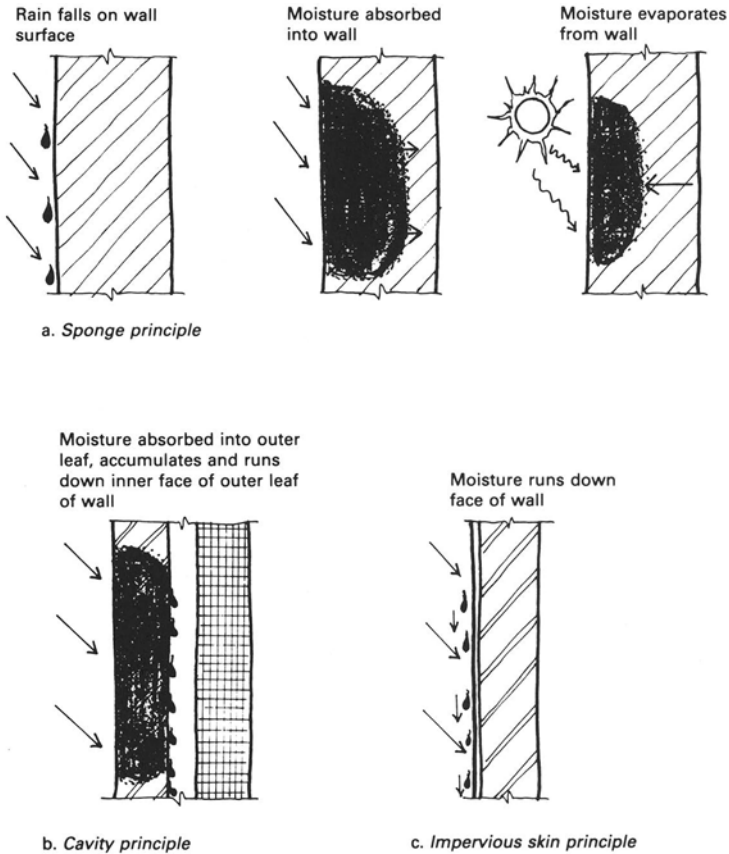 Rain falls on wall
surface
Moisture absorbed
into wall
Moisture evaporates
from wall
a. Sponge principle
Moisture absorbed into outer
leaf, accumulates and runs
down inner face of outer leaf
of wall
Moisture runs down
face of wall
b. Cavity principle
c. Impervious skin principle